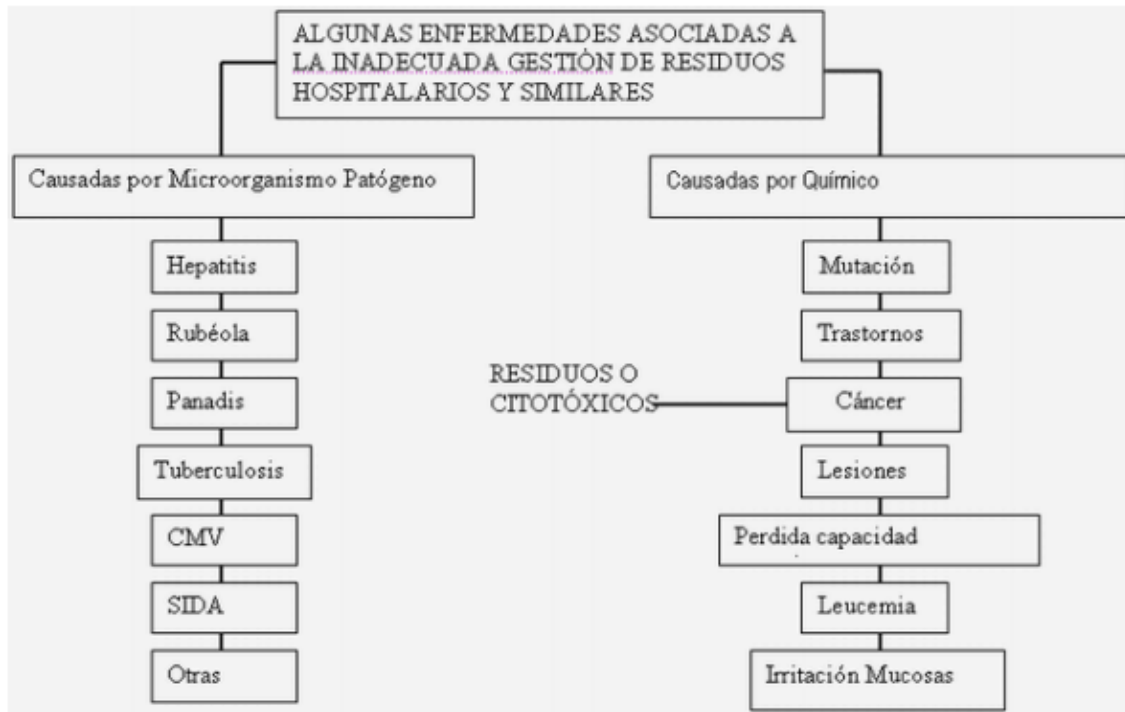 ALGUNAS ENFERMEDADES ASOCIADAS A
LA INADECUADA GESTIÓN DE RESIDUOS
HOSPITALARIOS Y SIMILARES
Causadas por Microorganismo Patógeno
Hepatitis
Rubéola
Panadis
Tuberculosis
CMV
SIDA
Otras
Causadas por Químico
Mutación
Trastornos
RESIDUOS O
CITOTÓXICOS
Cáncer
Lesiones
Perdida capacidad
Leucemia
Irritación Mucosas